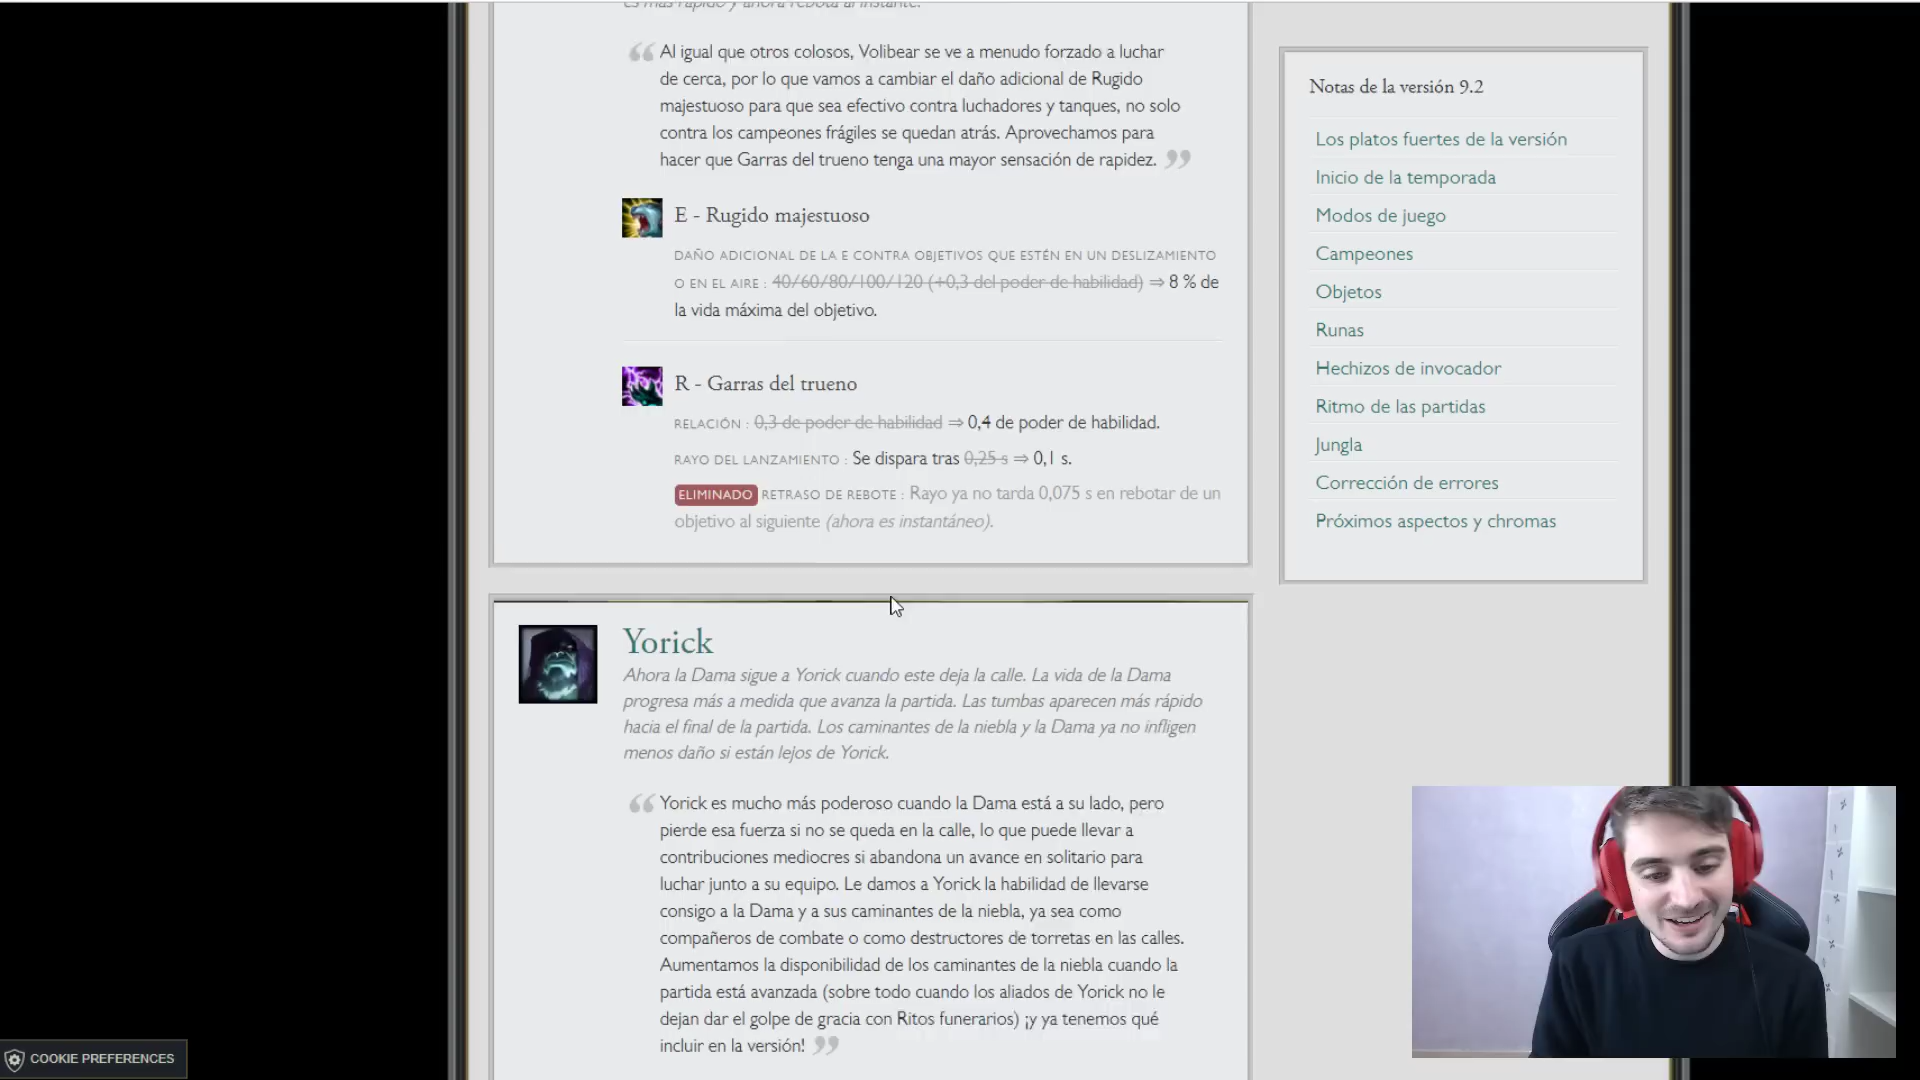 Es más rápido y ahora rebota al instante.
Al igual que otros colosos, Volibear se ve a menudo forzado a luchar
de cerca, por lo que vamos a cambiar el daño adicional de Rugido
majestuoso para que sea efectivo contra luchadores y tanques, no solo
contra los campeones frágiles se quedan atrás. Aprovechamos para
hacer que Garras del trueno tenga una mayor sensación de rapidez.
E - Rugido majestuoso
DAÑO ADICIONAL DE LA E CONTRA OBJETIVOS QUE ESTÉN EN UN DESLIZAMIENTO
O EN EL AIRE : 40/60/80/100/120 (+0,3 del poder de habilidad) ⇒ 8 % de
la vida máxima del objetivo.
R - Garras del trueno
RELACIÓN : 0,3 de poder de habilidad ⇒ 0,4 de poder de habilidad.
RAYO DEL LANZAMIENTO : Se dispara tras 0,25 s ⇒ 0,1 s.
ELIMINADO RETRASO DE REBOTE : Rayo ya no tarda 0,075 s en rebotar de un
objetivo al siguiente (ahora es instantáneo).
Yorick
Ahora la Dama sigue a Yorick cuando este deja la calle. La vida de la Dama
progresa más a medida que avanza la partida. Las tumbas aparecen más rápido
hacia el final de la partida. Los caminantes de la niebla y la Dama ya no infligen
menos daño si están lejos de Yorick.
Yorick es mucho más poderoso cuando la Dama está a su lado, pero
pierde esa fuerza si no se queda en la calle, lo que puede llevar a
contribuciones mediocres si abandona un avance en solitario para
luchar junto a su equipo. Le damos a Yorick la habilidad de llevarse
consigo a la Dama y a sus caminantes de la niebla, ya sea como
compañeros de combate o como destructores de torretas en las calles.
Aumentamos la disponibilidad de los caminantes de la niebla cuando la
partida está avanzada (sobre todo cuando los aliados de Yorick no le
dejan dar el golpe de gracia con Ritos funerarios) ¡y ya tenemos qué
incluir en la versión!
Notas de la versión 9.2
Los platos fuertes de la versión
Inicio de la temporada
Modos de juego
Campeones
Objetos
Runas
Hechizos de invocador
Ritmo de las partidas
Jungla
Corrección de errores
Próximos aspectos y chromas
COOKIE PREFERENCES